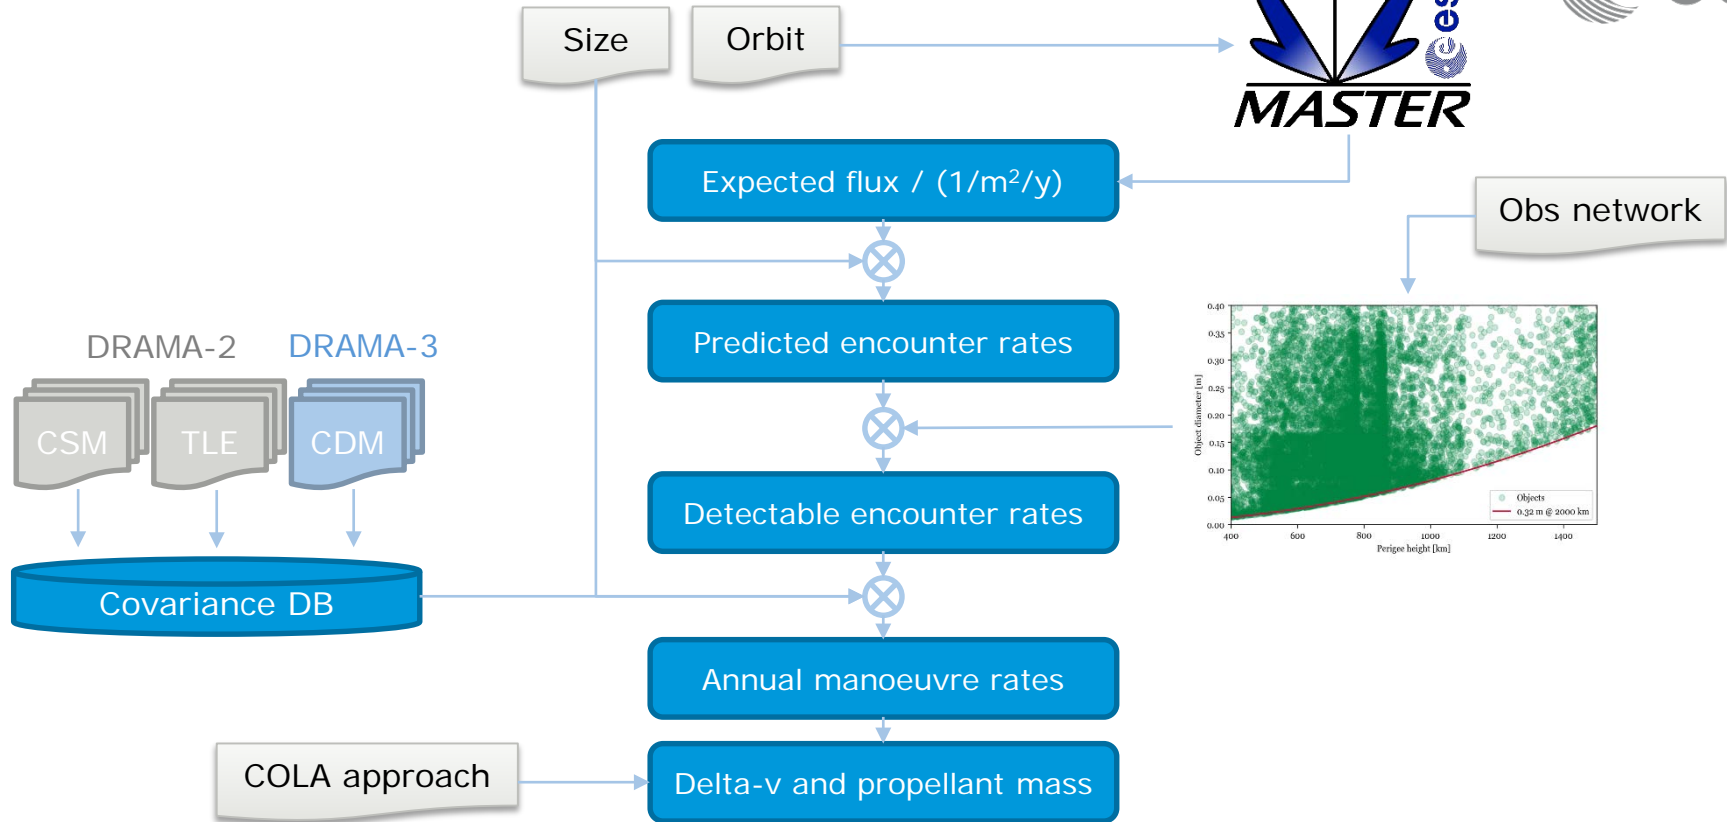 Size
Orbit
es
MASTER
Expected flux / (1/m²/y)
Obs network
Predicted encounter rates
DRAMA-2
DRAMA-3
CSM
TLE
CDM
Detectable encounter rates
Covariance DB
Annual manoeuvre rates
COLA approach
Delta-v and propellant mass
Object diameter [m]
0.40
0.35
0.30
0.25
0.20
0.15
0.10
0.05
0.00
Objects
0.32 m @ 2000 km
400 600 800 1000 1200 1400
Perigee height [km]